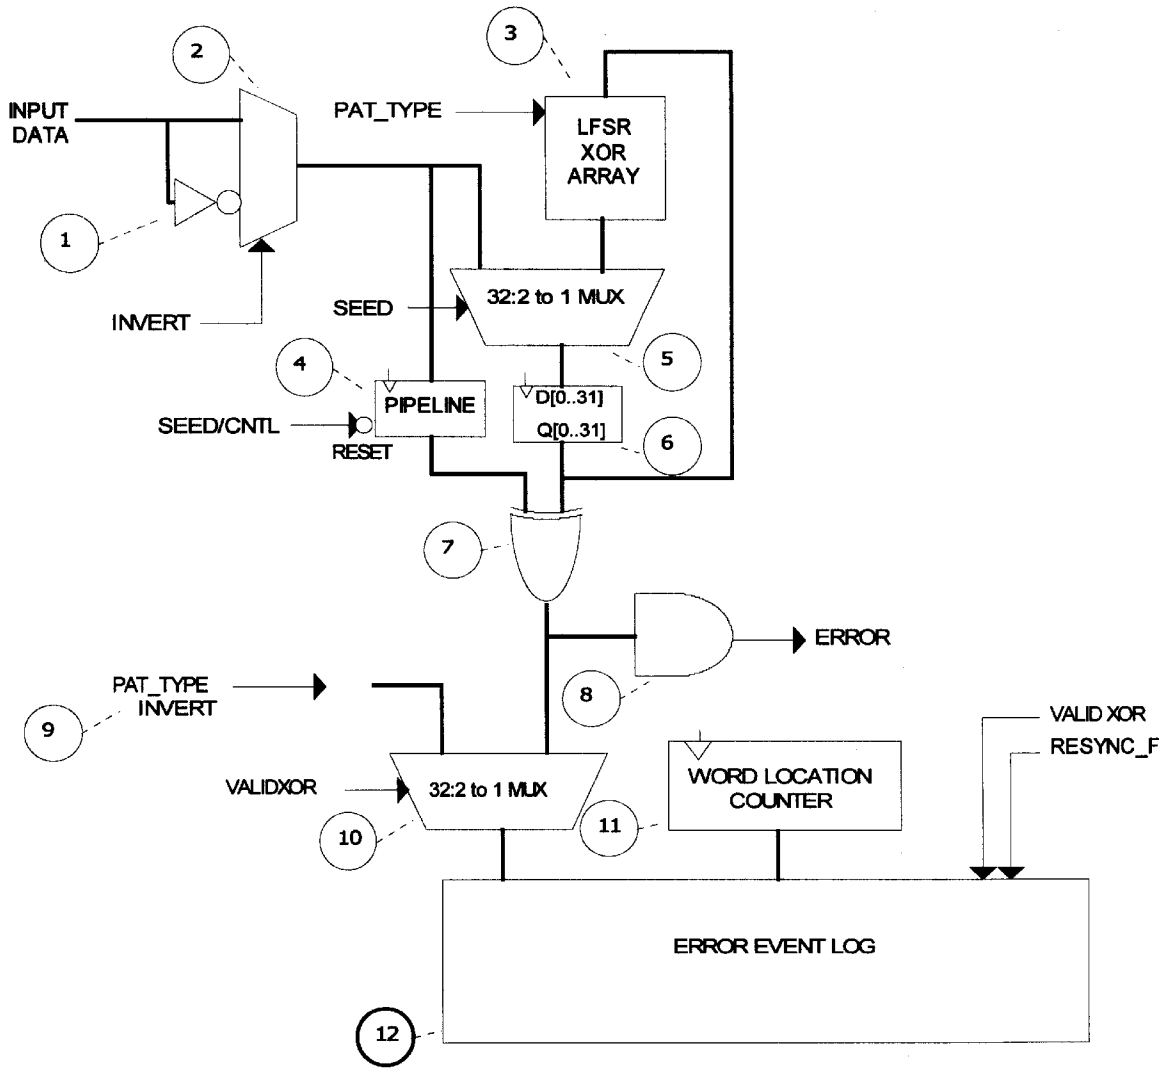 3
2
INPUT
DATA
PAT_TYPE
LFSR
XOR
ARRAY
1
32:2 to 1 MUX
SEED
INVERT
5
4
D[0..31]
PIPELINE
SEED/CNTL
Q[0..31]
6
RESET
7
ERROR
8
PAT_TYPE
INVERT
9
VALID XOR
RESYNC_F
WORD LOCATION
COUNTER
VALIDXOR
32:2 to 1 MUX
10
11
ERROR EVENT LOG
12